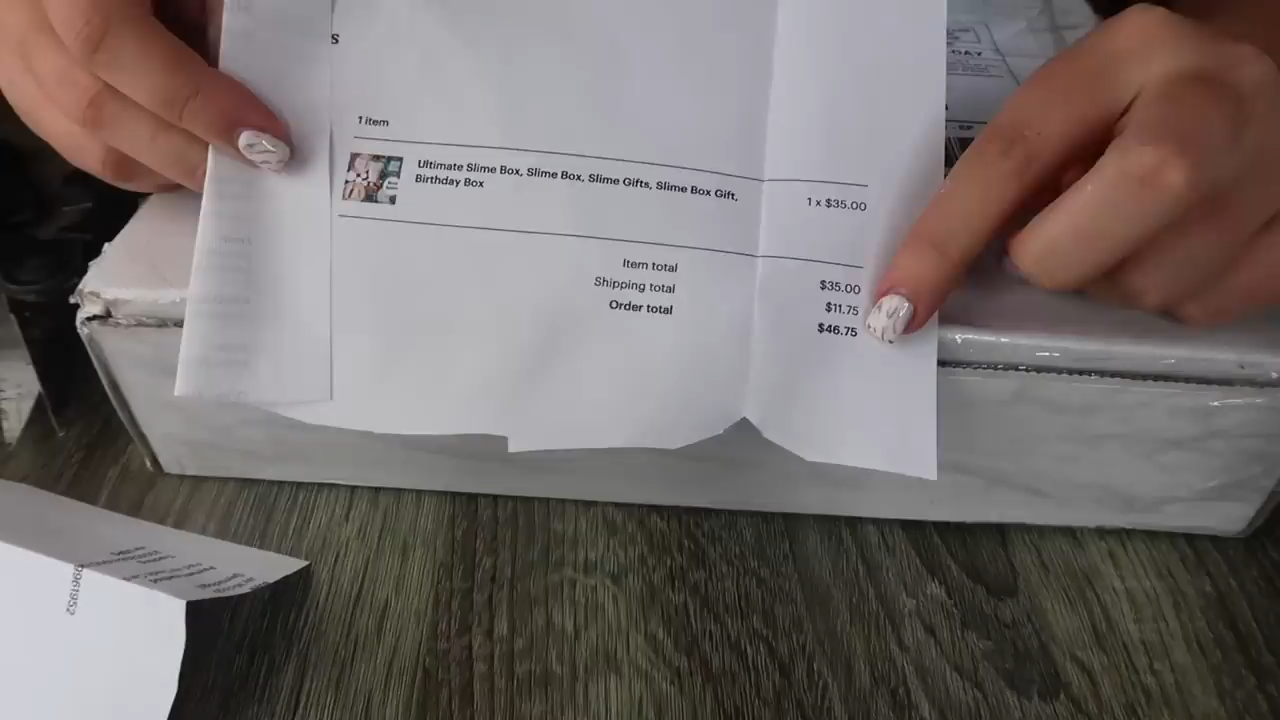 s
1 item
Ultimate Slime Box, Slime Box, Slime Gifts, Slime Box Gift,
Birthday Box
1 x $35.00
Item total
$35.00
Shipping total
$11.75
Order total
$46.75
9961952